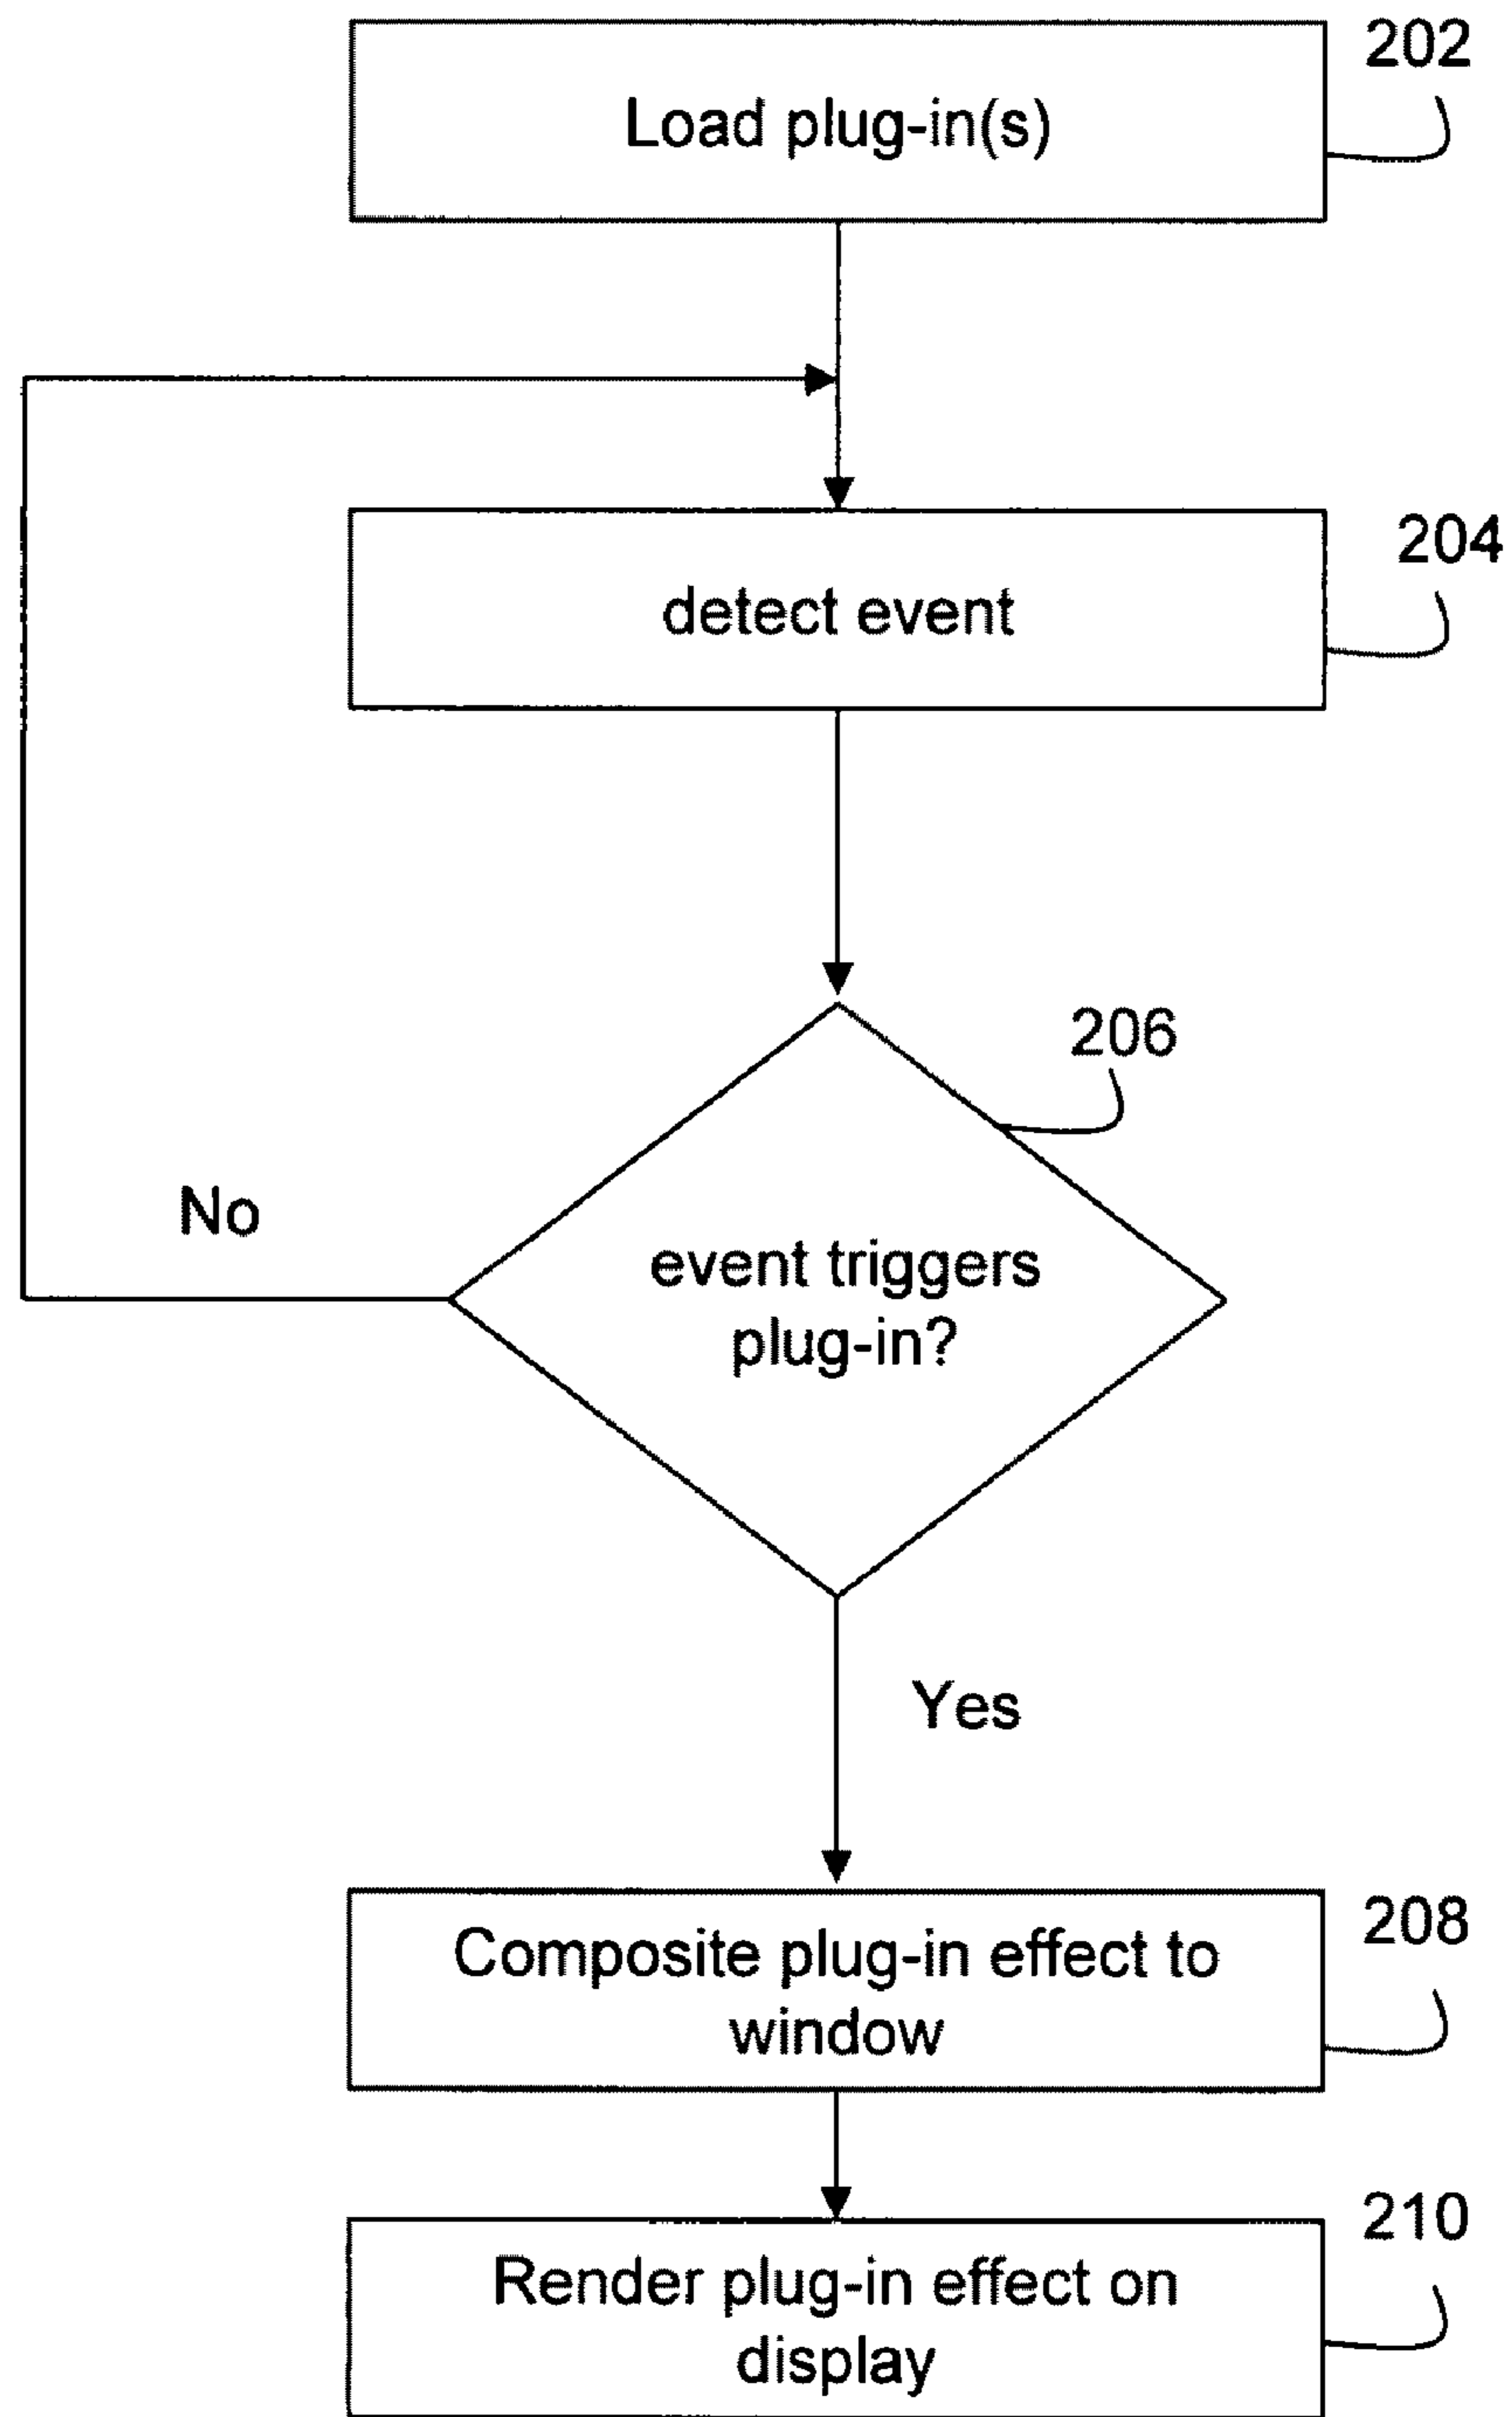 202
Load plug-in(s)
204
detect event
206
event triggers
plug-in?
No
Yes
208
Composite plug-in effect to
window
210
Render plug-in effect on
display